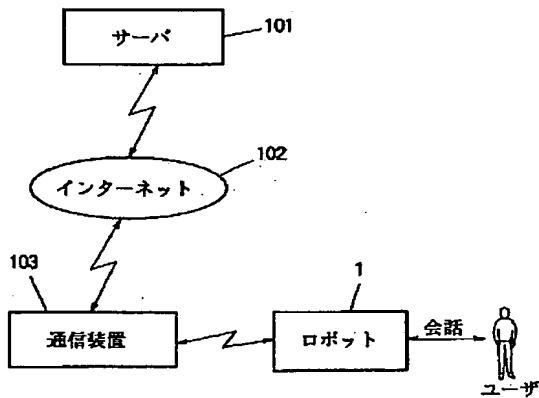 サーバ
101
102
インターネット
103
通信装置
1
ロボット
会話
ユーザ